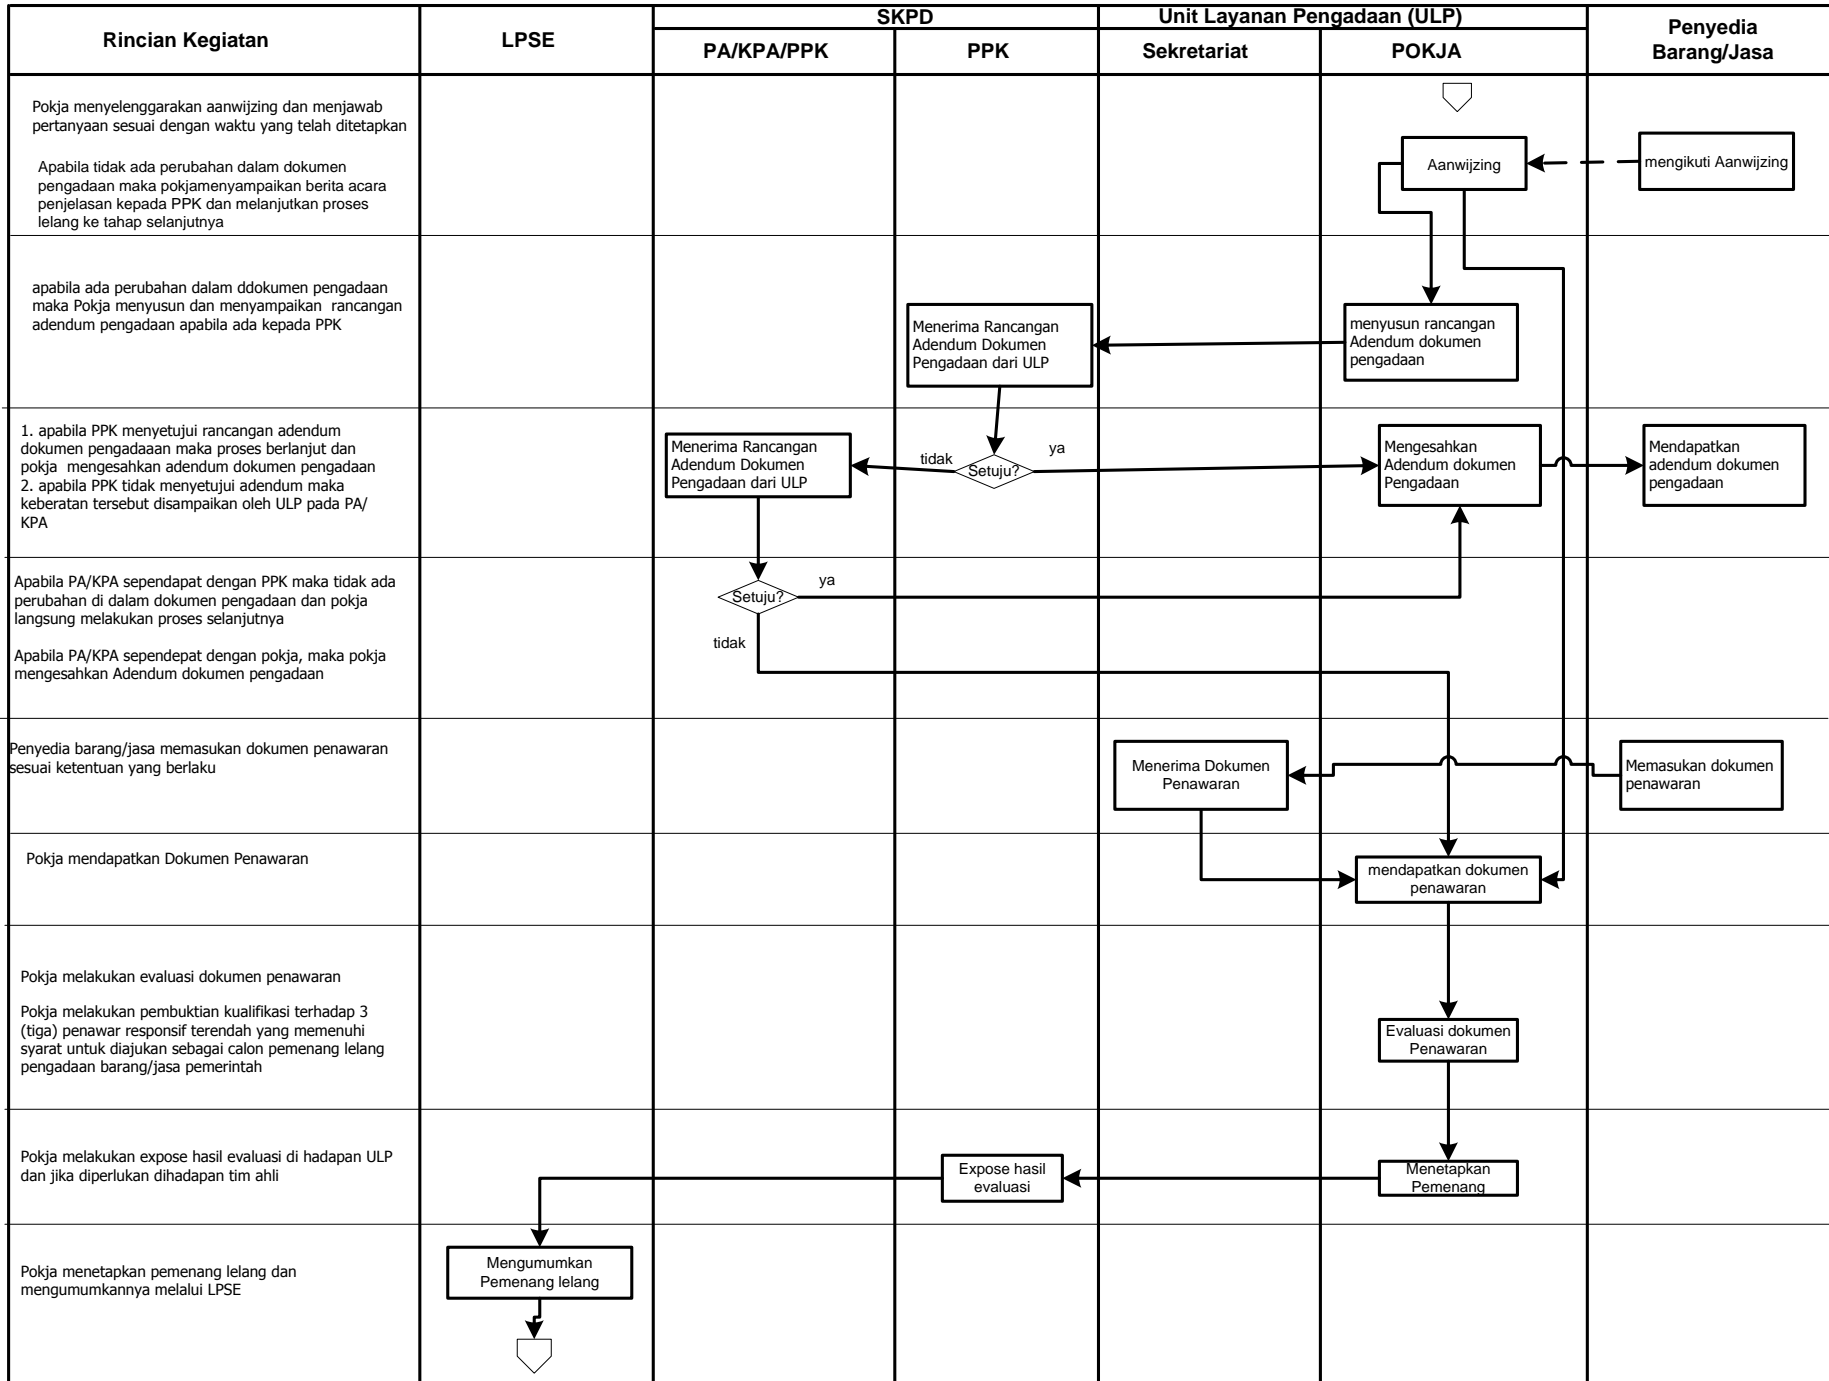 Rincian Kegiatan
LPSE
SKPD
PA/KPA/PPK
PPK
Unit Layanan Pengadaan (ULP)
Sekretariat
POKJA
Penyedia
Barang/Jasa
Pokja menyelenggarakan aanwijzing dan menjawab
pertanyaan sesuai dengan waktu yang telah ditetapkan
Apabila tidak ada perubahan dalam dokumen
pengadaan maka pokjamenyampaikan berita acara
penjelasan kepada PPK dan melanjutkan proses
lelang ke tahap selanjutnya
Aanwijzing
mengikuti Aanwijzing
apabila ada perubahan dalam ddokumen pengadaan
maka Pokja menyusun dan menyampaikan rancangan
adendum pengadaan apabila ada kepada PPK
Menerima Rancangan
Adendum Dokumen
Pengadaan dari ULP
menyusun rancangan
Adendum dokumen
pengadaan
1. apabila PPK menyetujui rancangan adendum
dokumen pengadaaan maka proses berlanjut dan
pokja mengesahkan adendum dokumen pengadaan
2. apabila PPK tidak menyetujui adendum maka
keberatan tersebut disampaikan oleh ULP pada PA/
KPA
Menerima Rancangan
Adendum Dokumen
Pengadaan dari ULP
tidak
Setuju?
ya
Mengesahkan
Adendum dokumen
Pengadaan
Mendapatkan
adendum dokumen
pengadaan
Apabila PA/KPA sependapat dengan PPK maka tidak ada
perubahan di dalam dokumen pengadaan dan pokja
langsung melakukan proses selanjutnya
Apabila PA/KPA sependepat dengan pokja, maka pokja
mengesahkan Adendum dokumen pengadaan
Setuju?
ya
tidak
Penyedia barang/jasa memasukan dokumen penawaran
sesuai ketentuan yang berlaku
Menerima Dokumen
Penawaran
Memasukan dokumen
penawaran
Pokja mendapatkan Dokumen Penawaran
mendapatkan dokumen
penawaran
Pokja melakukan evaluasi dokumen penawaran
Pokja melakukan pembuktian kualifikasi terhadap 3
(tiga) penawar responsif terendah yang memenuhi
syarat untuk diajukan sebagai calon pemenang lelang
pengadaan barang/jasa pemerintah
Evaluasi dokumen
Penawaran
Pokja melakukan expose hasil evaluasi di hadapan ULP
dan jika diperlukan dihadapan tim ahli
Expose hasil
evaluasi
Menetapkan
Pemenang
Pokja menetapkan pemenang lelang dan
mengumumkannya melalui LPSE
Mengumumkan
Pemenang lelang